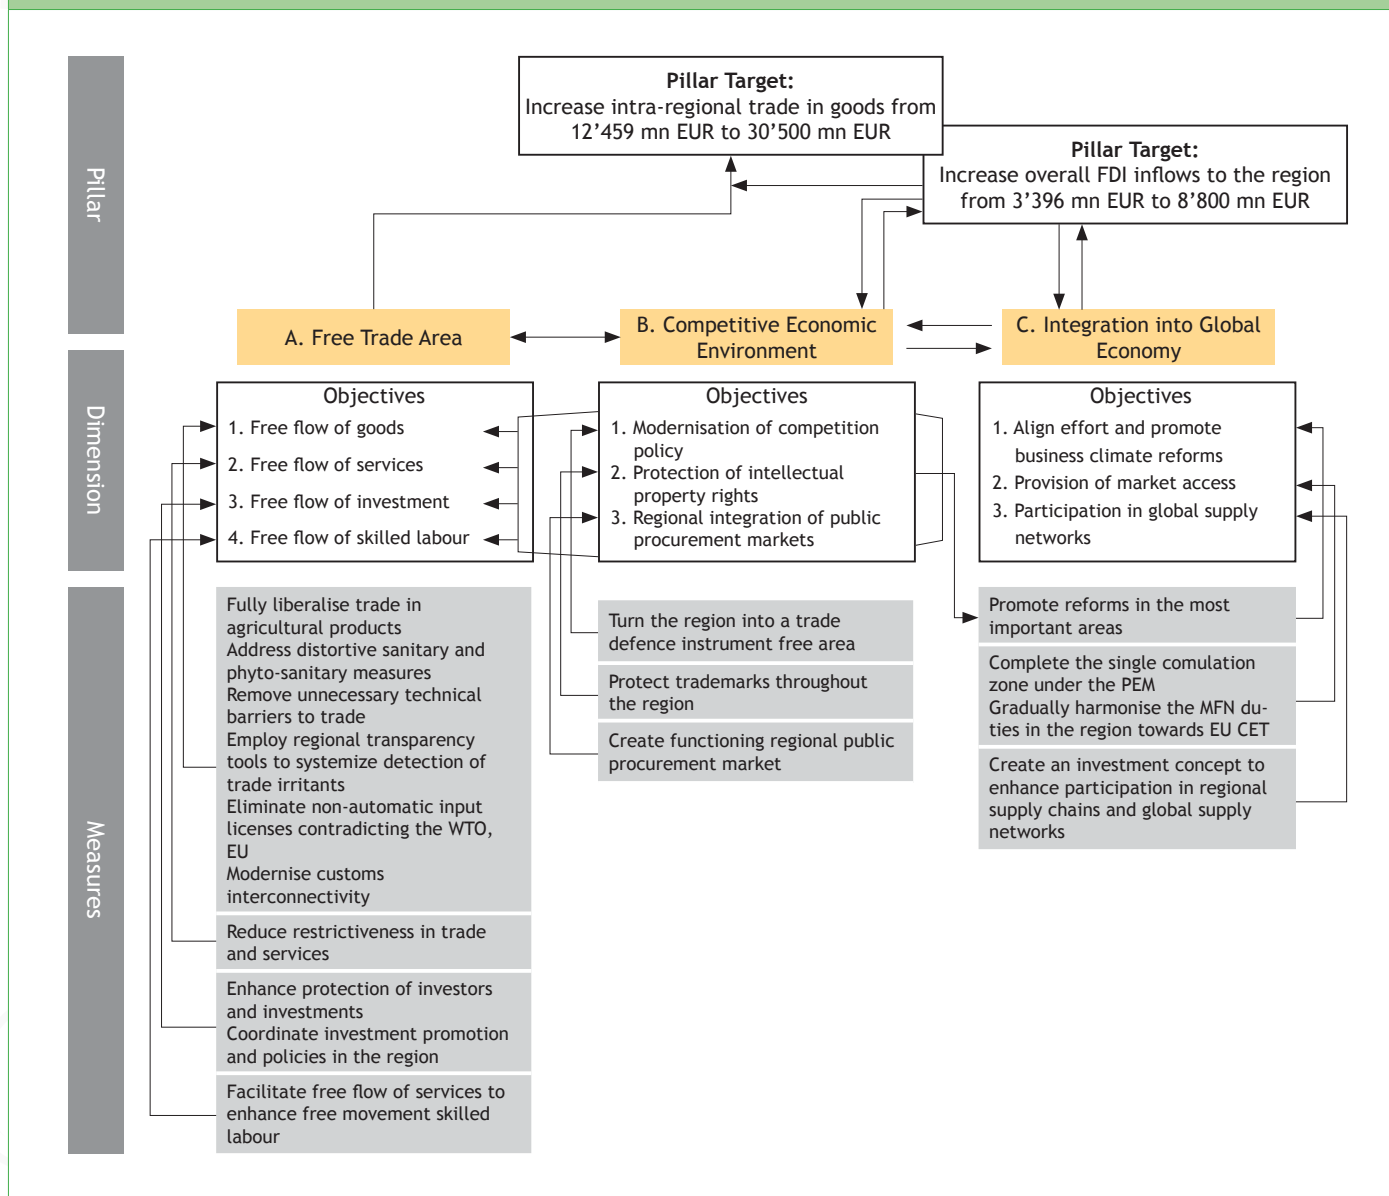 Pillar
Pillar Target:
Increase intra-regional trade in goods from
12’459 mn EUR to 30’500 mn EUR
Pillar Target:
Increase overall FDI inflows to the region
from 3’396 mn EUR to 8’800 mn EUR
A. Free Trade Area
B. Competitive Economic
Environment
C. Integration into Global
Economy
Dimension
Objectives
1. Free flow of goods
2. Free flow of services
3. Free flow of investment
4. Free flow of skilled labour
Objectives
1. Modernisation of competition
policy
2. Protection of intellectual
property rights
3. Regional integration of public
procurement markets
Objectives
1. Align effort and promote
business climate reforms
2. Provision of market access
3. Participation in global supply
networks
Measures
Fully liberalise trade in
agricultural products
Address distortive sanitary and
phyto-sanitary measures
Remove unnecessary technical
barriers to trade
Employ regional transparency
tools to systemize detection of
trade irritants
Eliminate non-automatic input
licenses contradicting the WTO,
EU
Modernise customs
interconnectivity
Reduce restrictiveness in trade
and services
Enhance protection of investors
and investments
Coordinate investment promotion
and policies in the region
Facilitate free flow of services to
enhance free movement skilled
labour
Turn the region into a trade
defence instrument free area
Protect trademarks throughout
the region
Create functioning regional public
procurement market
Promote reforms in the most
important areas
Complete the single comulation
zone under the PEM
Gradually harmonise the MFN du-
ties in the region towards EU CET
Create an investment concept to
enhance participation in regional
supply chains and global supply
networks